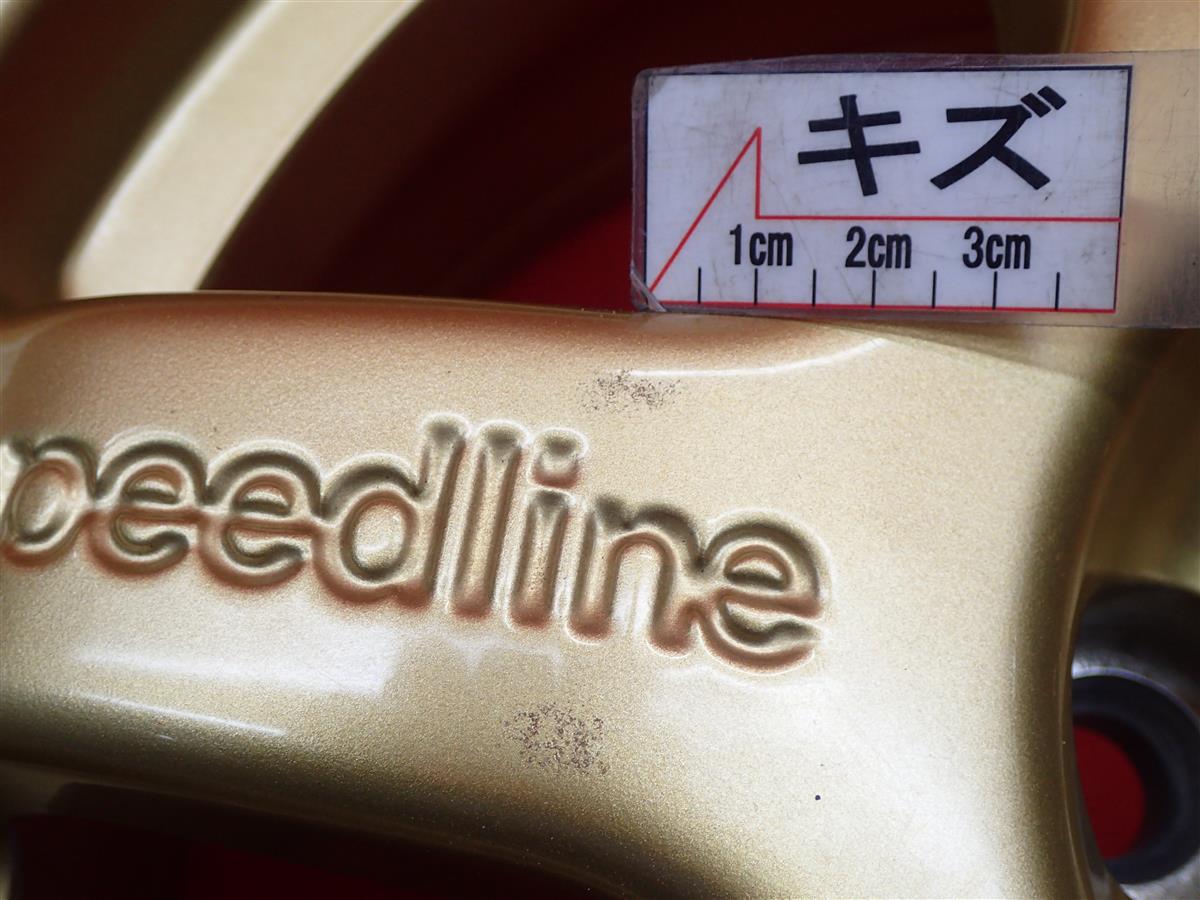 キズ
1cm 2cm 3cm
peedline